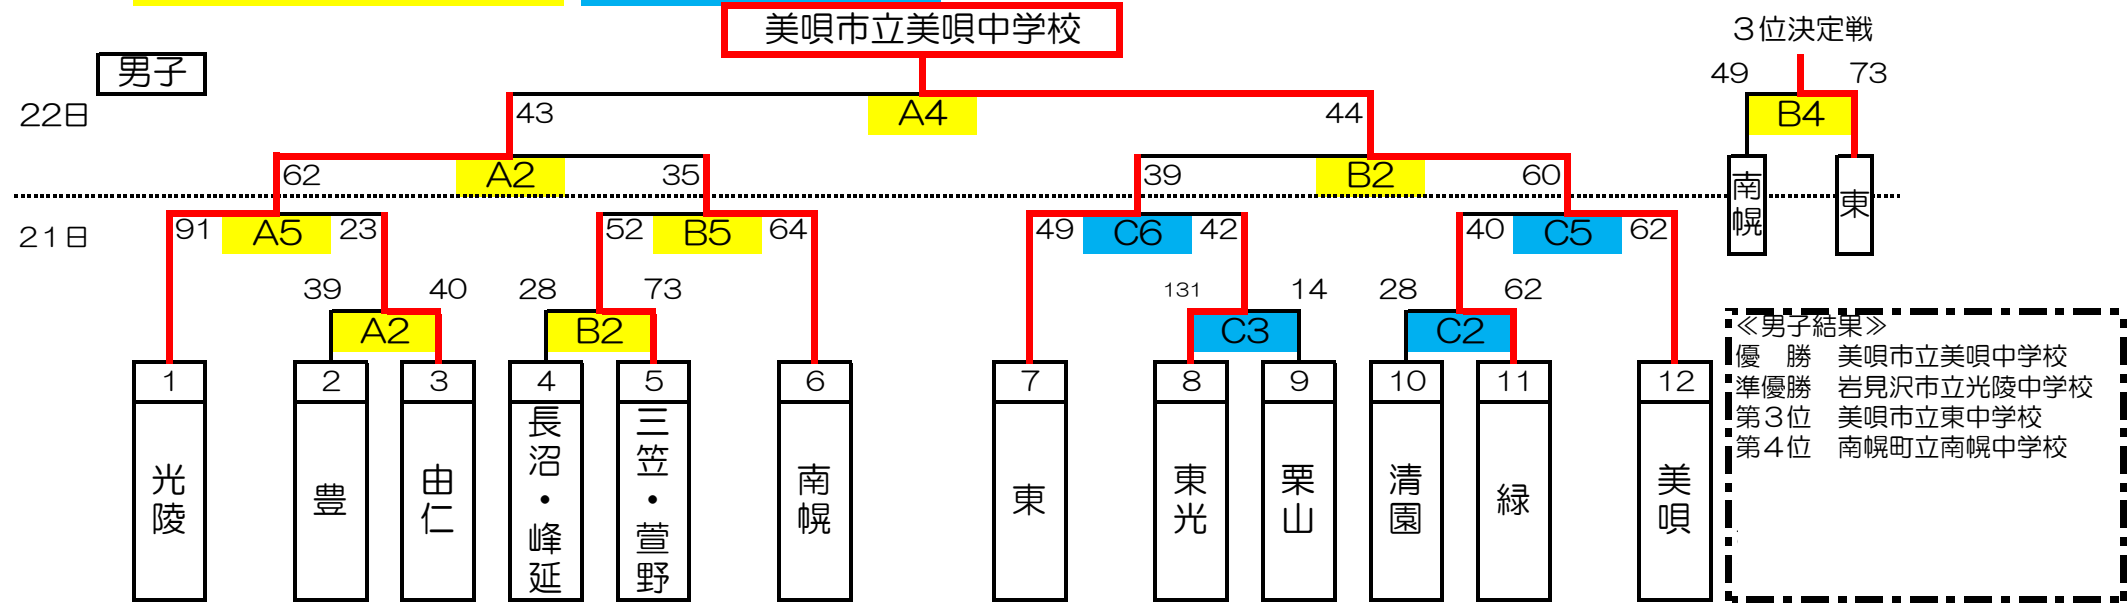 美唄市立美唄中学校
３位決定戦
男子
49 73
22日
43 A4 44
B4
62 A2 35 39 B2 60
南幌 東
21日
91 A5 23 52 B5 64 49 C6 42 40 C5 62
39 40 28 73 131 14 28 62
A2 B2 C3 C2
1 2 3 4 5 6 7 8 9 10 11 12
光陵
豊
由仁
長沼・峰延
三笠・萱野
南幌
東
東光
栗山
清園
緑
美唄
≪男子結果≫
優　勝　美唄市立美唄中学校
準優勝　岩見沢市立光陵中学校
第３位　美唄市立東中学校
第４位　南幌町立南幌中学校